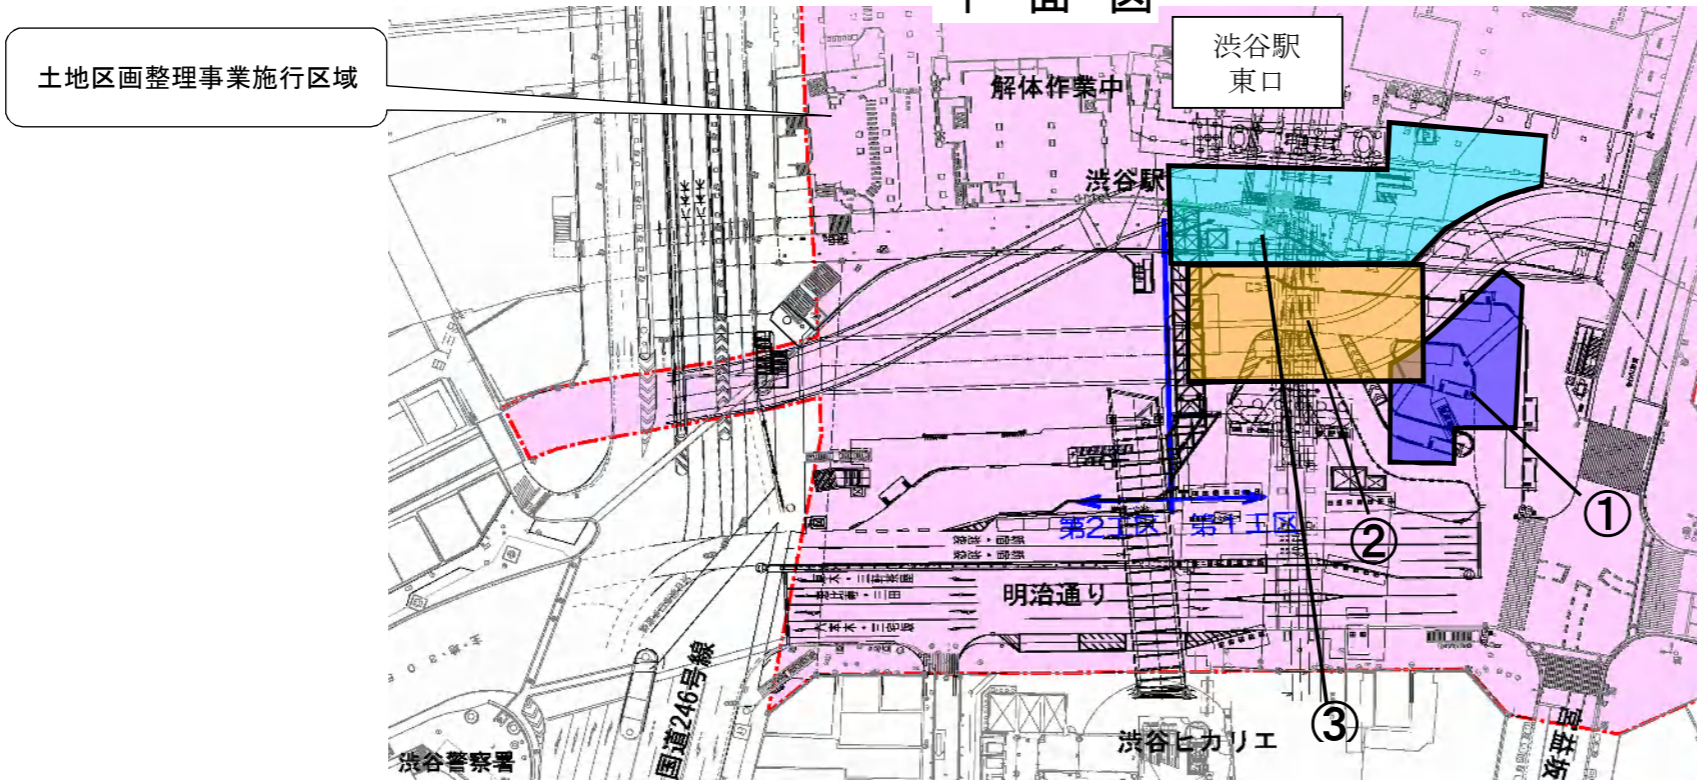 平面図
渋谷駅
東口
土地区画整理事業施行区域
解体作業中
渋谷駅
①
第2工区
第1工区
②
明治通り
国道246号線
③
渋谷ヒカリエ
宮益坂
渋谷警察署